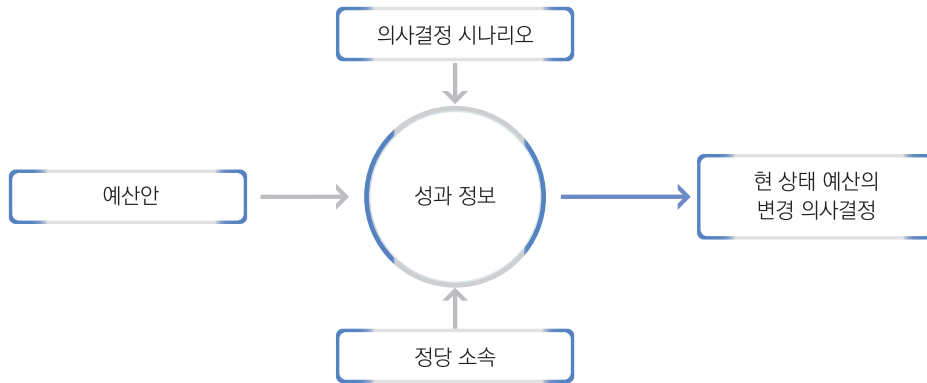 의사결정 시나리오
예산안
성과 정보
현 상태 예산의
변경 의사결정
정당 소속